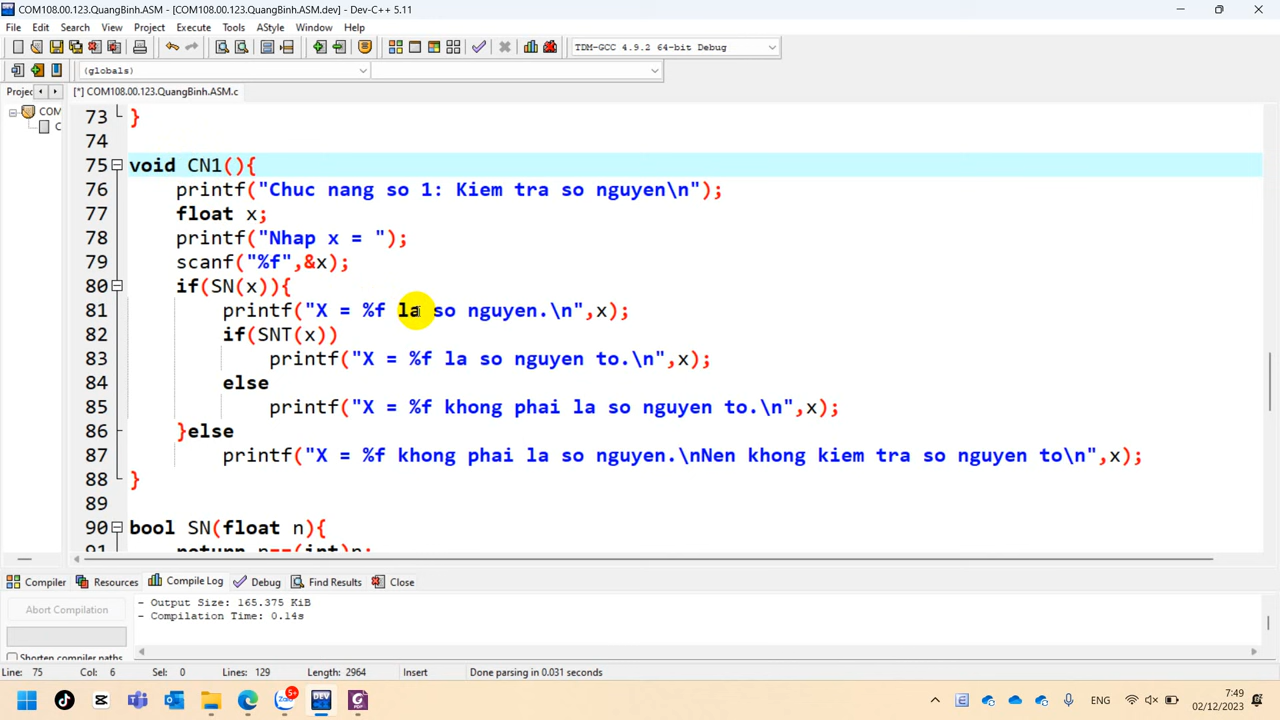 COM108.00.123.QuangBinh.ASM - [COM108.00.123.QuangBinh.ASM.dev] - Dev-C++ 5.11
File Edit Search View Project Execute Tools AStyle Window Help
TDM-GCC 4.9.2 64-bit Debug
(globals)
Projec [*] COM108.00.123.QuangBinh.ASM.c
COM
C
73 }
74
75 void CN1(){
76 printf("Chuc nang so 1: Kiem tra so nguyen\n");
77 float x;
78 printf("Nhap x = ");
79 scanf("%f",&x);
80 if(SN(x)){
81 printf("X = %f la so nguyen.\n",x);
82 if(SNT(x))
83 printf("X = %f la so nguyen to.\n",x);
84 else
85 printf("X = %f khong phai la so nguyen to.\n",x);
86 }else
87 printf("X = %f khong phai la so nguyen.\nNen khong kiem tra so nguyen to\n",x);
88 }
89
90 bool SN(float n){
91 return n==(int)n;
Compiler Resources Compile Log Debug Find Results Close
Abort Compilation
Shorten compiler paths
- Output Size: 165.375 KiB
- Compilation Time: 0.14s
Line: 75 Col: 6 Sel: 0 Lines: 129 Length: 2964 Insert Done parsing in 0.031 seconds
Zalo 5+ DEV
ENG 7:49
02/12/2023